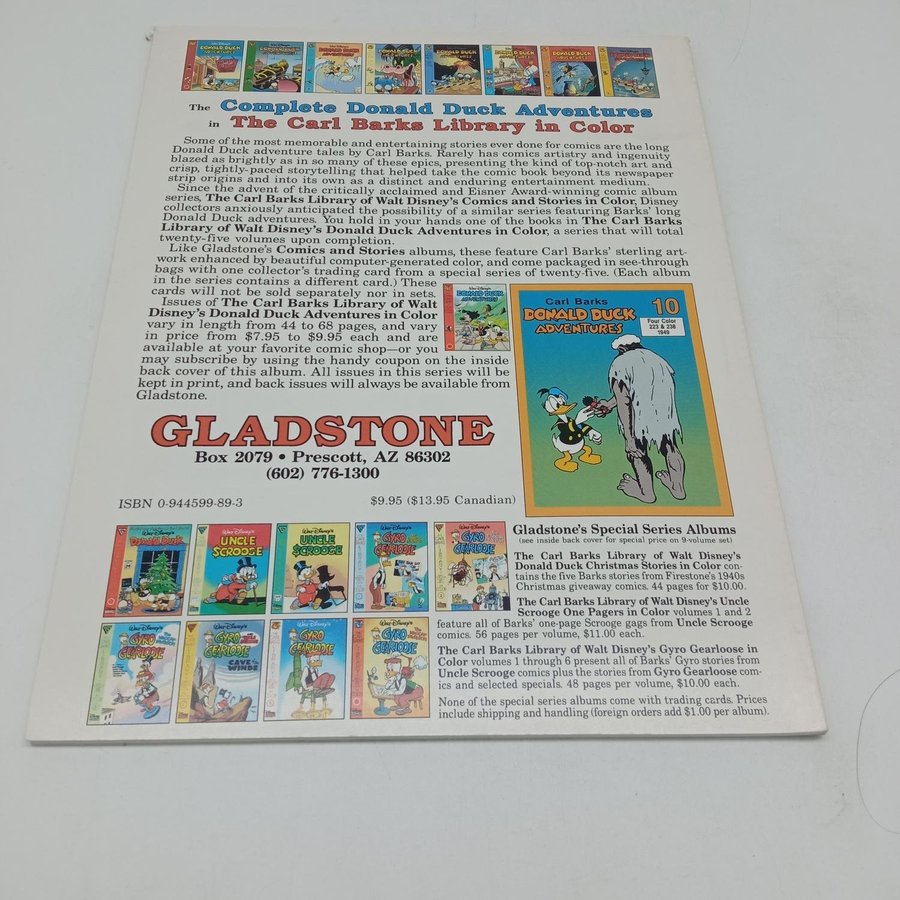 The Complete Donald Duck Adventures
in The Carl Barks Library in Color
Some of the most memorable and entertaining stories ever done for comics are the long
Donald Duck adventure tales by Carl Barks. Rarely has comics artistry and ingenuity
blazed as brightly as in so many of these epics, presenting the kind of top-notch art and
crisp, tightly-paced storytelling that helped take the comic book beyond its newspaper
strip origins and into its own as a distinct and enduring entertainment medium.
Since the advent of the critically acclaimed and Eisner Award-winning comic album
series, The Carl Barks Library of Walt Disney's Comics and Stories in Color, Disney
collectors anxiously anticipated the possibility of a similar series featuring Barks' long
Donald Duck adventures. You hold in your hands one of the books in The Carl Barks
Library of Walt Disney's Donald Duck Adventures in Color, a series that will total
twenty-five volumes upon completion.
Like Gladstone's Comics and Stories albums, these feature Carl Barks' sterling art-
work enhanced by beautiful computer-generated color, and come packaged in see-through
bags with one collector's trading card from a special series of twenty-five. (Each album
in the series contains a different card.) These
cards will not be sold separately nor in sets.
Issues of The Carl Barks Library of Walt
Disney's Donald Duck Adventures in Color
vary in length from 44 to 68 pages, and vary
in price from $7.95 to $9.95 each and are
available at your favorite comic shop—or you
may subscribe by using the handy coupon on the inside
back cover of this album. All issues in this series will be
kept in print, and back issues will always be available from
Gladstone.
DONALD DUCK
ADVENTURES
Carl Barks
DONALD DUCK
ADVENTURES
10
Four Color
223 & 238
1949
GLADSTONE
Box 2079 • Prescott, AZ 86302
(602) 776-1300
ISBN 0-944599-89-3
$9.95 ($13.95 Canadian)
Walt Disney's
DONALD DUCK
Walt Disney's
UNCLE
SCROOGE
Walt Disney's
UNCLE
SCROOGE
Walt Disney's
GYRO
GEARLOOSE
Walt Disney's
GYRO
GEARLOOSE
GYRO
GEARLOOSE
GYRO
GEARLOOSE
CAVE OF THE
WINDS
GYRO
GEARLOOSE
GYRO
GEARLOOSE
Gladstone's Special Series Albums
(see inside back cover for special price on 9-volume set)
The Carl Barks Library of Walt Disney's
Donald Duck Christmas Stories in Color con-
tains the five Barks stories from Firestone's 1940s
Christmas giveaway comics. 44 pages for $10.00.
The Carl Barks Library of Walt Disney's Uncle
Scrooge One Pagers in Color volumes 1 and 2
feature all of Barks' one-page Scrooge gags from Uncle Scrooge
comics. 56 pages per volume, $11.00 each.
The Carl Barks Library of Walt Disney's Gyro Gearloose in
Color volumes 1 through 6 present all of Barks' Gyro stories from
Uncle Scrooge comics plus the stories from Gyro Gearloose com-
ics and selected specials. 48 pages per volume, $10.00 each.
None of the special series albums come with trading cards. Prices
include shipping and handling (foreign orders add $1.00 per album).